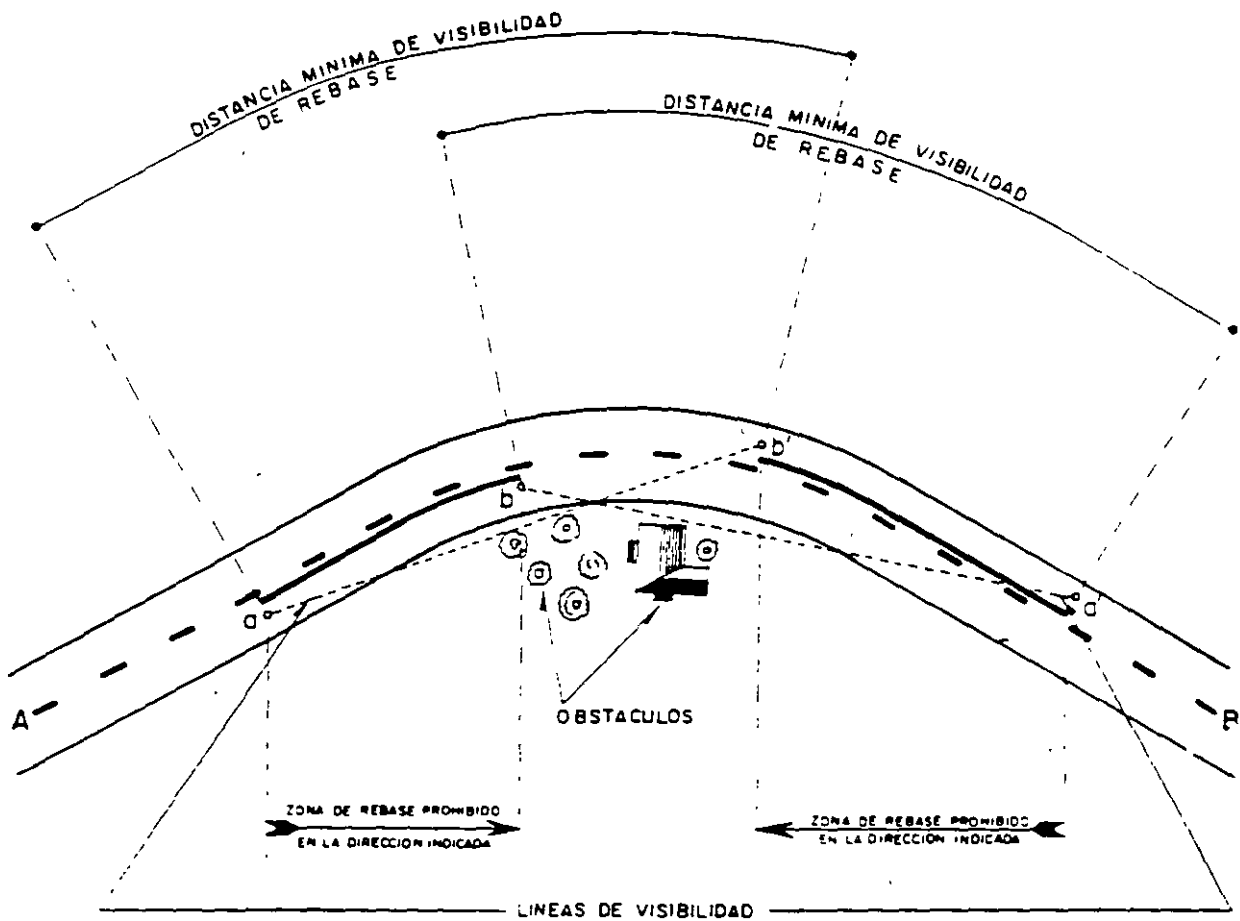 DISTANCIA MINIMA DE VISIBILIDAD
DE REBASE
DISTANCIA MINIMA DE VISIBILIDAD
DE REBASE
b'
b
a
a'
A
B
OBSTACULOS
ZONA DE REBASE PROHIBIDO
EN LA DIRECCION INDICADA
ZONA DE REBASE PROHIBIDO
EN LA DIRECCION INDICADA
LINEAS DE VISIBILIDAD